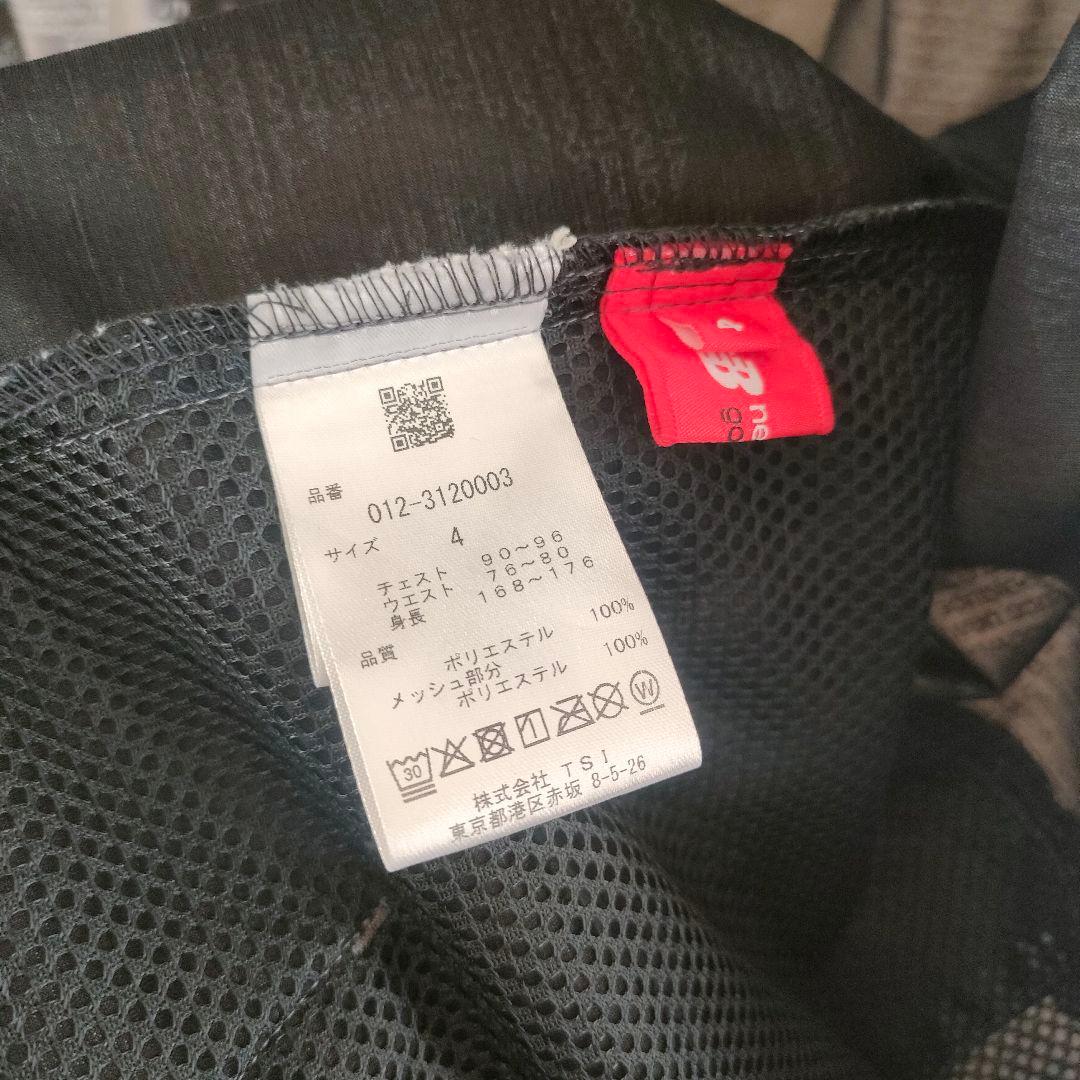 品番
012-3120003
サイズ 4
チェスト 90～96
ウエスト 76～80
身長 168～176
品質 ポリエステル 100%
メッシュ部分
ポリエステル 100%
30
W
株式会社 TSI
東京都港区赤坂 8-5-26
4
ne
go